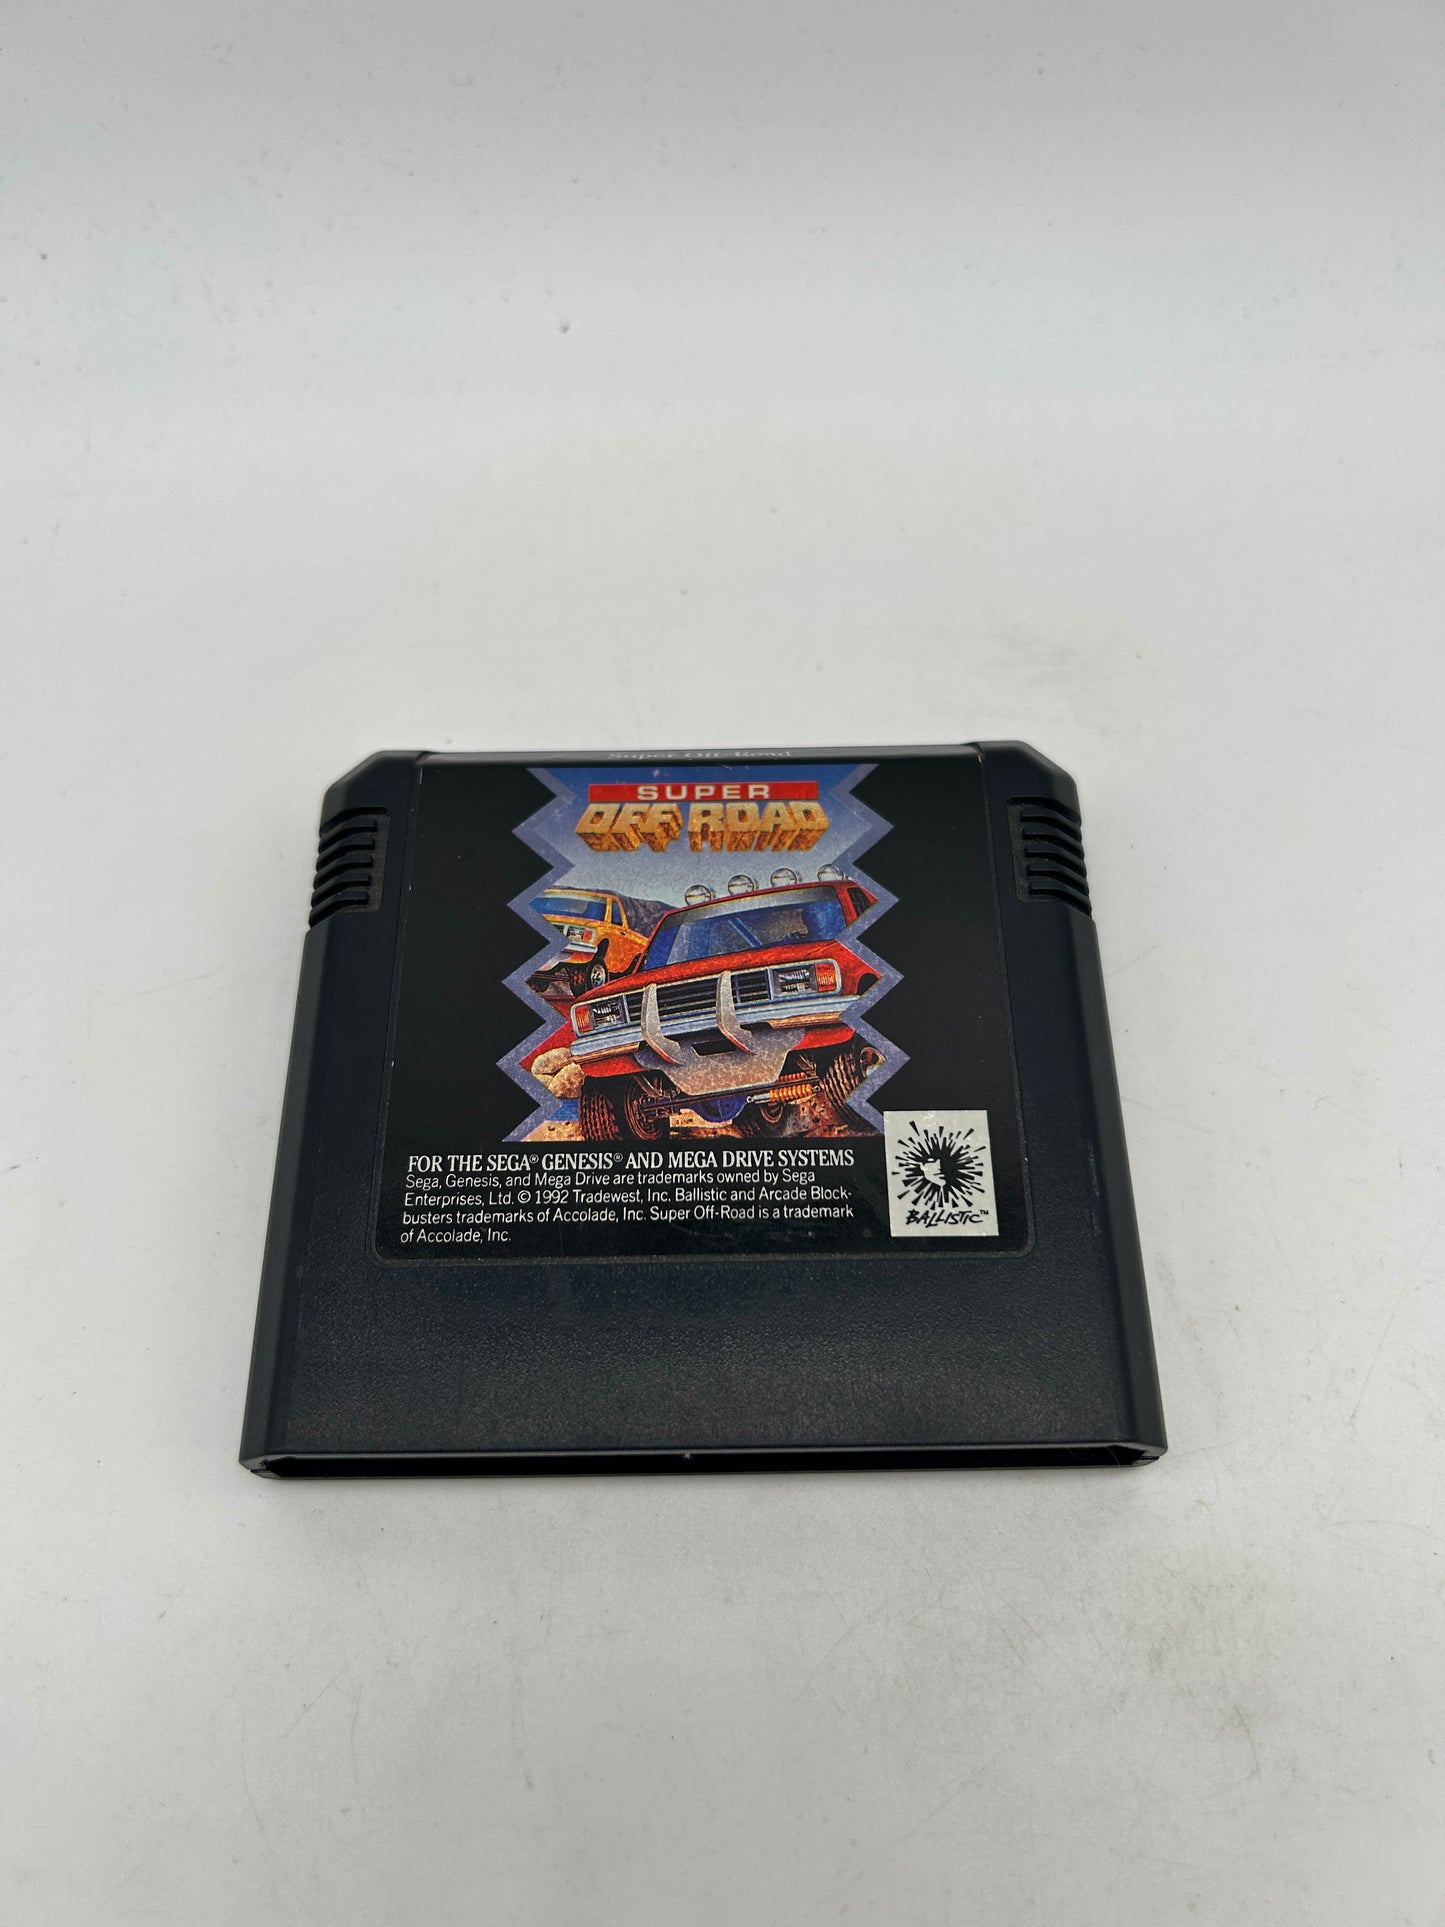 Super Off-Road
SUPER
OFF ROAD
FOR THE SEGA® GENESIS® AND MEGA DRIVE SYSTEMS
Sega, Genesis, and Mega Drive are trademarks owned by Sega
Enterprises, Ltd. © 1992 Tradewest, Inc. Ballistic and Arcade Block-
busters trademarks of Accolade, Inc. Super Off-Road is a trademark
of Accolade, Inc.
BALLISTIC™